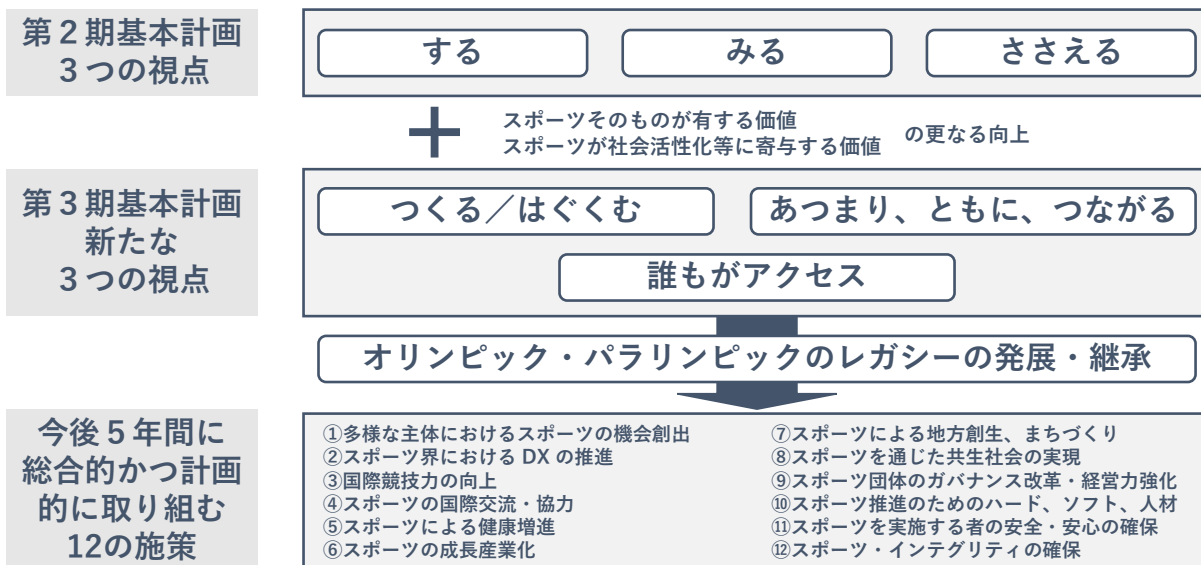 第２期基本計画
３つの視点
する
みる
ささえる
＋
スポーツそのものが有する価値
スポーツが社会活性化等に寄与する価値
の更なる向上
第３期基本計画
新たな
３つの視点
つくる／はぐくむ
あつまり、ともに、つながる
誰もがアクセス
オリンピック・パラリンピックのレガシーの発展・継承
今後５年間に
総合的かつ計画
的に取り組む
12の施策
①多様な主体におけるスポーツの機会創出
②スポーツ界における DX の推進
③国際競技力の向上
④スポーツの国際交流・協力
⑤スポーツによる健康増進
⑥スポーツの成長産業化
⑦スポーツによる地方創生、まちづくり
⑧スポーツを通じた共生社会の実現
⑨スポーツ団体のガバナンス改革・経営力強化
⑩スポーツ推進のためのハード、ソフト、人材
⑪スポーツを実施する者の安全・安心の確保
⑫スポーツ・インテグリティの確保